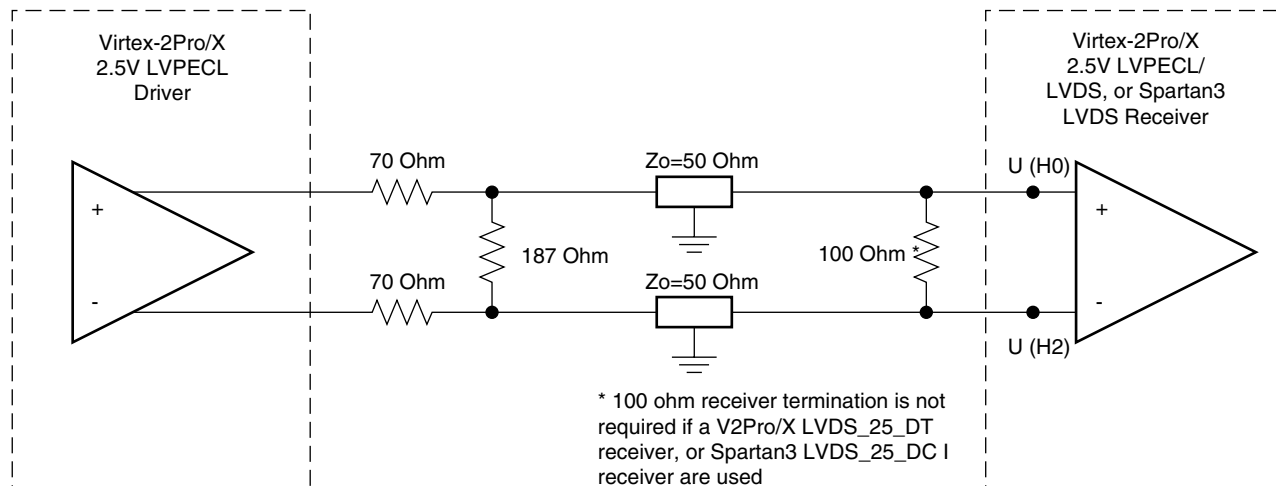 Virtex-2Pro/X
2.5V LVPECL
Driver
Virtex-2Pro/X
2.5V LVPECL/
LVDS, or Spartan3
LVDS Receiver
70 Ohm
Zo=50 Ohm
U (H0)
+
+
187 Ohm
100 Ohm *
70 Ohm
Zo=50 Ohm
-
-
U (H2)
* 100 ohm receiver termination is not
required if a V2Pro/X LVDS_25_DT
receiver, or Spartan3 LVDS_25_DC I
receiver are used